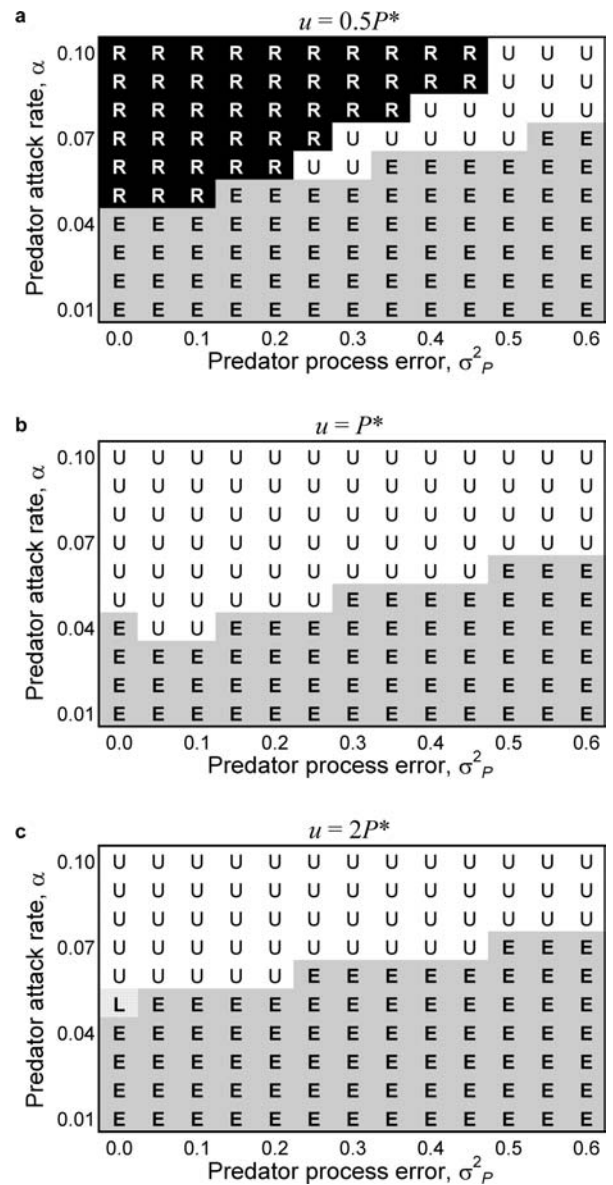 a
u = 0.5P*
Predator attack rate, α
0.10 R R R R R R R R R R U U U
R R R R R R R R R R U U U
R R R R R R R R U U U U U
0.07 R R R R R R U U U U U E E
R R R R R U U E E E E E E
R R R E E E E E E E E E E
0.04 E E E E E E E E E E E E E
E E E E E E E E E E E E E
E E E E E E E E E E E E E
0.01 E E E E E E E E E E E E E
0.0 0.1 0.2 0.3 0.4 0.5 0.6
Predator process error, σ²P
b
u = P*
Predator attack rate, α
0.10 U U U U U U U U U U U U U
U U U U U U U U U U U U U
U U U U U U U U U U U U U
0.07 U U U U U U U U U U U U U
U U U U U U U U U U E E E
U U U U U U E E E E E E E
0.04 E U U E E E E E E E E E E
E E E E E E E E E E E E E
E E E E E E E E E E E E E
0.01 E E E E E E E E E E E E E
0.0 0.1 0.2 0.3 0.4 0.5 0.6
Predator process error, σ²P
c
u = 2P*
Predator attack rate, α
0.10 U U U U U U U U U U U U U
U U U U U U U U U U U U U
U U U U U U U U U U U U U
0.07 U U U U U U U U U U E E E
U U U U U E E E E E E E E
L E E E E E E E E E E E E
0.04 E E E E E E E E E E E E E
E E E E E E E E E E E E E
E E E E E E E E E E E E E
0.01 E E E E E E E E E E E E E
0.0 0.1 0.2 0.3 0.4 0.5 0.6
Predator process error, σ²P